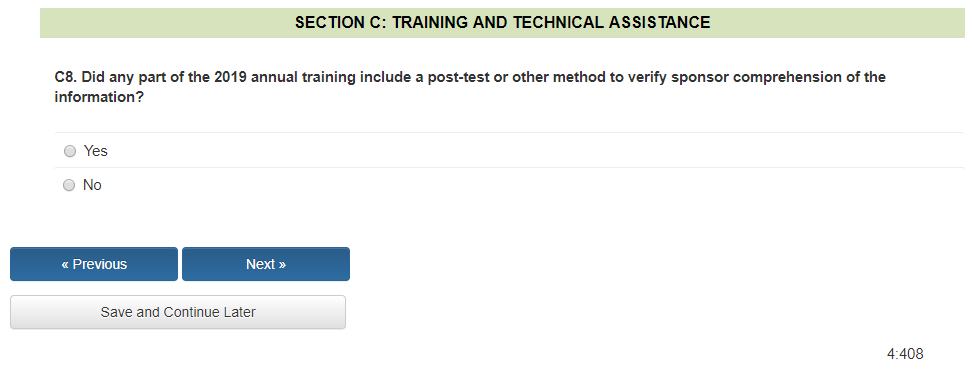 SECTION C: TRAINING AND TECHNICAL ASSISTANCE
C8. Did any part of the 2019 annual training include a post-test or other method to verify sponsor comprehension of the
information?
Yes
No
« Previous
Next »
Save and Continue Later
4:408